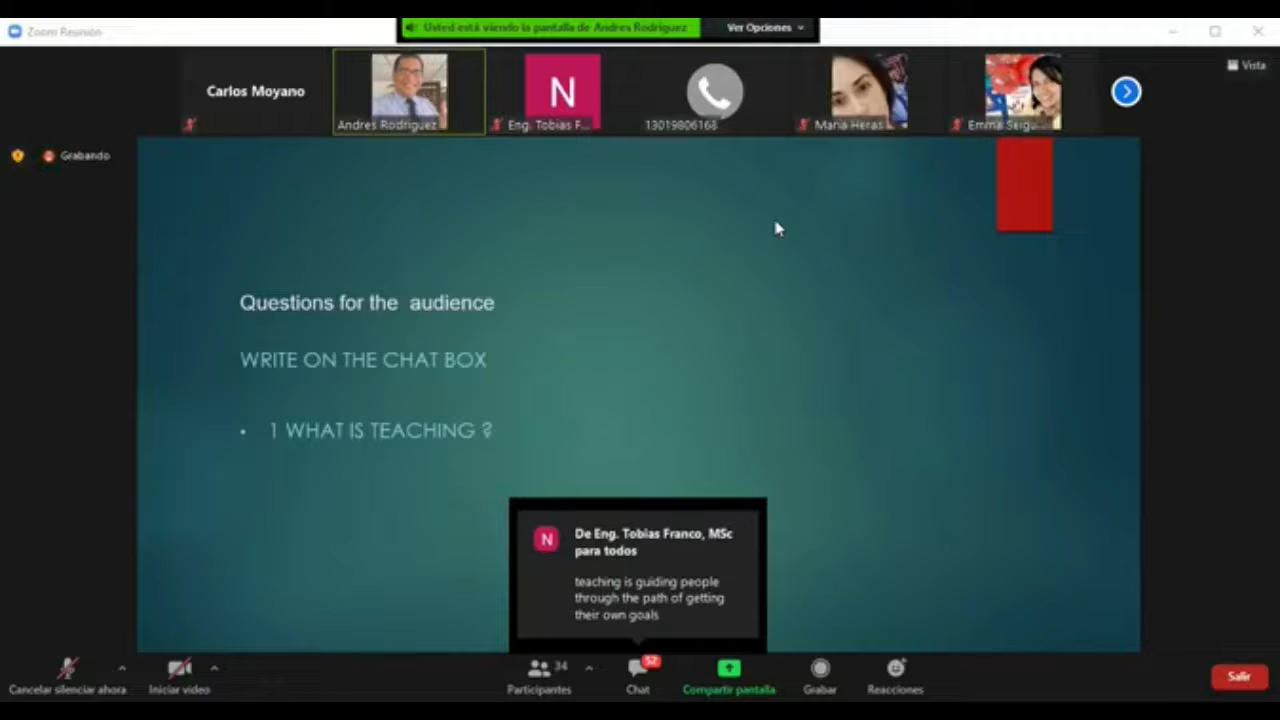 Zoom Reunión
Usted está viendo la pantalla de Andres Rodriguez
Ver Opciones
Vista
Carlos Moyano
Andres Rodriguez
N
Eng. Tobias F...
13019806168
Maria Heras
Emma Seigu...
Grabando
Questions for the audience
WRITE ON THE CHAT BOX
• 1 WHAT IS TEACHING ?
N
De Eng. Tobias Franco, MSc
para todos
teaching is guiding people
through the path of getting
their own goals
Cancelar silenciar ahora
Iniciar video
34
Participantes
52
Chat
Compartir pantalla
Grabar
Reacciones
Salir